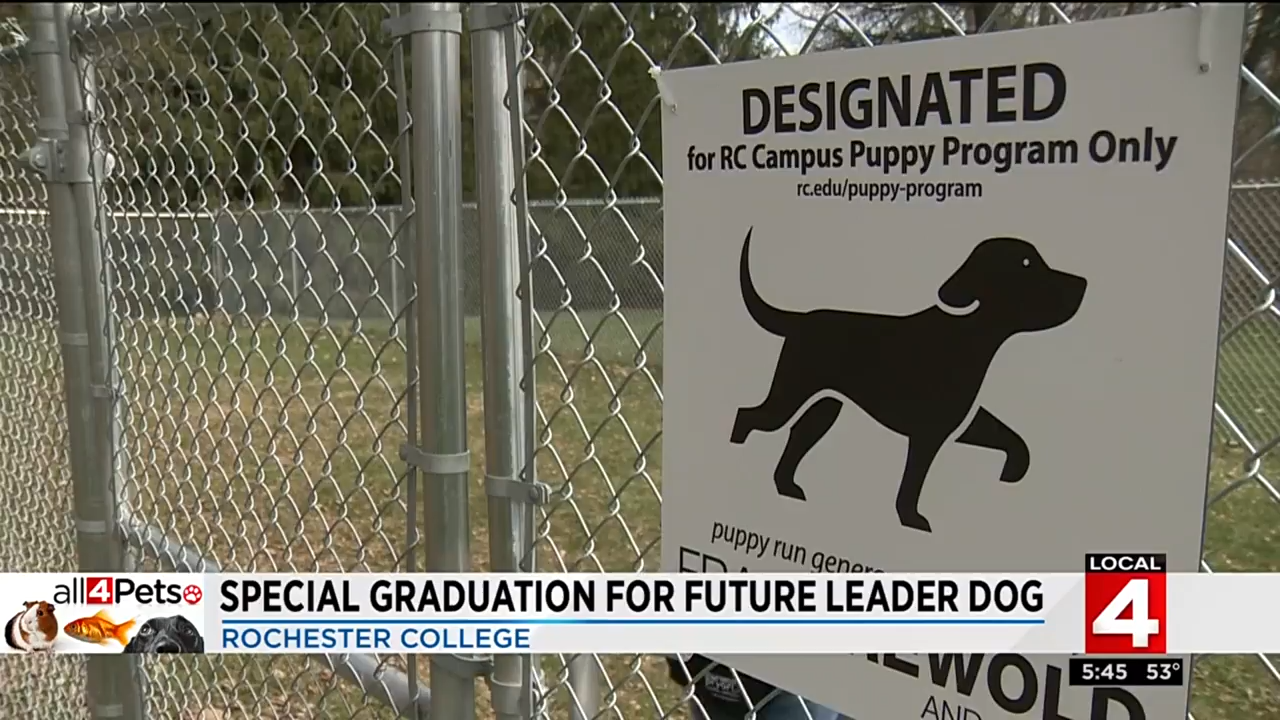 DESIGNATED
for RC Campus Puppy Program Only
rc.edu/puppy-program
puppy run
all4Pets
SPECIAL GRADUATION FOR FUTURE LEADER DOG
ROCHESTER COLLEGE
LOCAL
4
5:45 53°
AND